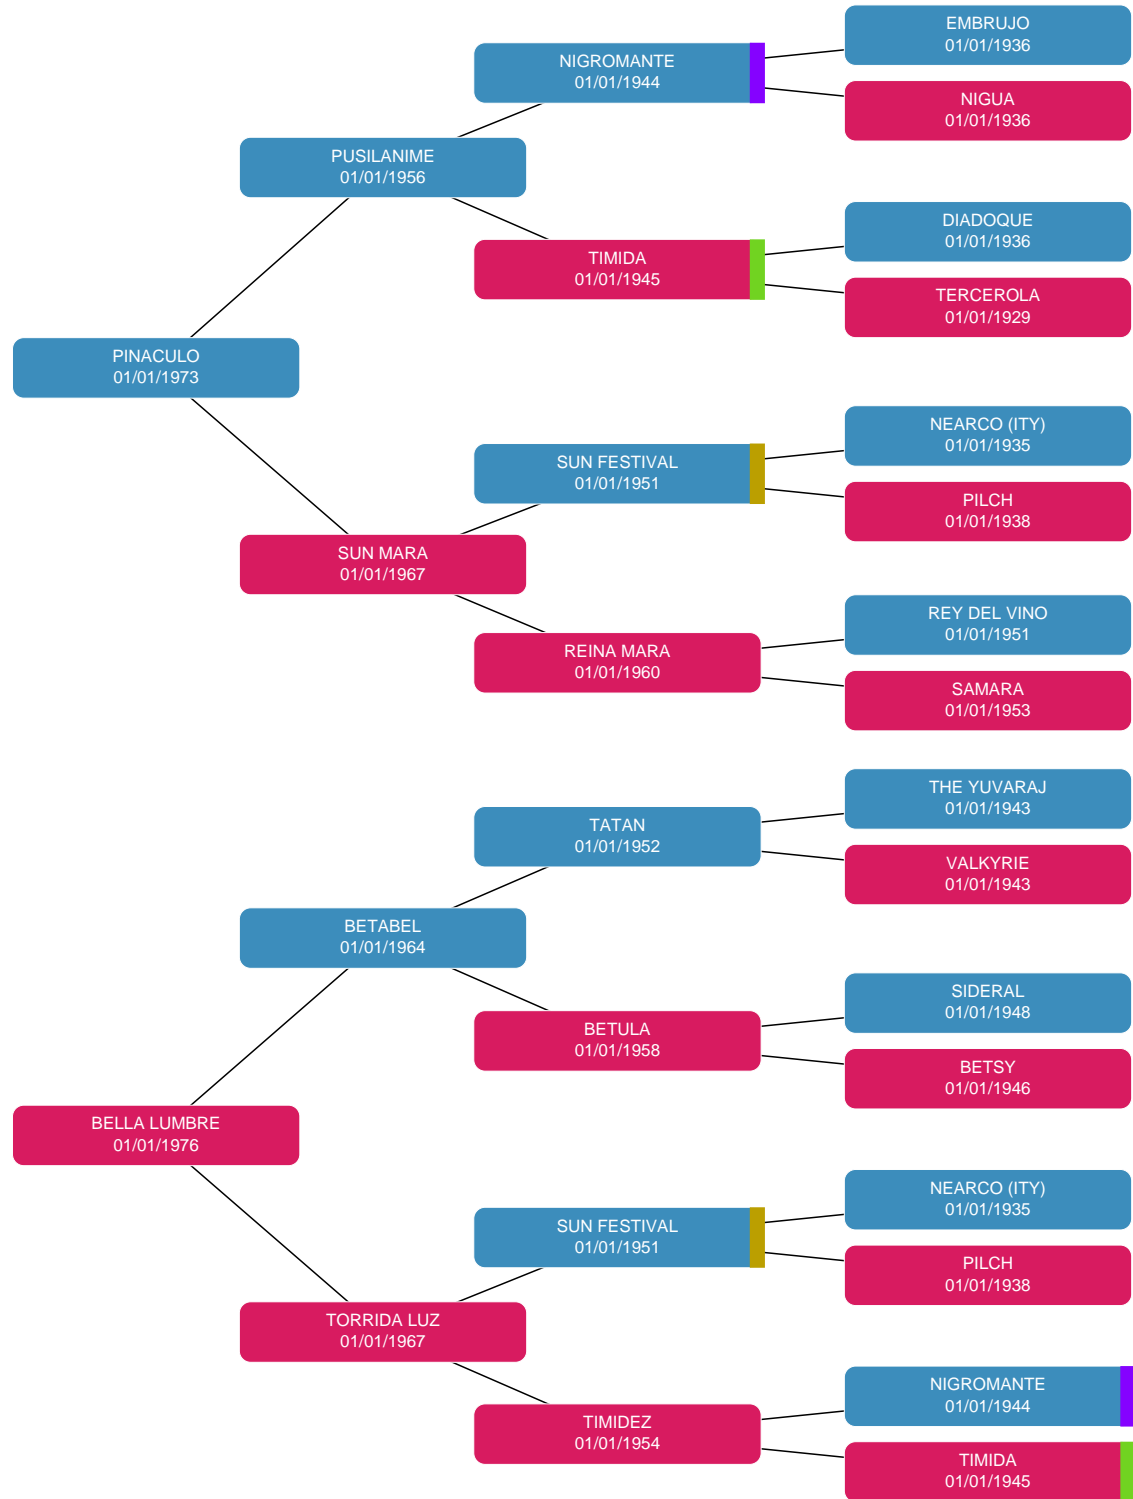 EMBRUJO
01/01/1936
NIGROMANTE
01/01/1944
NIGUA
01/01/1936
PUSILANIME
01/01/1956
DIADOQUE
01/01/1936
TIMIDA
01/01/1945
TERCEROLA
01/01/1929
PINACULO
01/01/1973
NEARCO (ITY)
01/01/1935
SUN FESTIVAL
01/01/1951
PILCH
01/01/1938
SUN MARA
01/01/1967
REY DEL VINO
01/01/1951
REINA MARA
01/01/1960
SAMARA
01/01/1953
THE YUVARAJ
01/01/1943
TATAN
01/01/1952
VALKYRIE
01/01/1943
BETABEL
01/01/1964
SIDERAL
01/01/1948
BETULA
01/01/1958
BETSY
01/01/1946
BELLA LUMBRE
01/01/1976
NEARCO (ITY)
01/01/1935
SUN FESTIVAL
01/01/1951
PILCH
01/01/1938
TORRIDA LUZ
01/01/1967
NIGROMANTE
01/01/1944
TIMIDEZ
01/01/1954
TIMIDA
01/01/1945